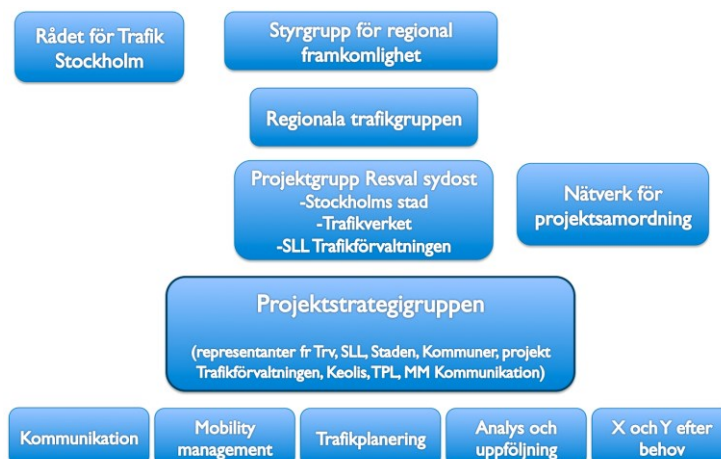 Rådet för Trafik
Stockholm
Styrgrupp för regional
framkomlighet
Regionala trafikgruppen
Projektgrupp Resval sydost
-Stockholms stad
-Trafikverket
-SLL Trafikförvaltningen
Nätverk för
projektsamordning
Projektstrategigruppen
(representanter fr Trv, SLL, Staden, Kommuner, projekt
Trafikförvaltningen, Keolis, TPL, MM Kommunikation)
Kommunikation
Mobility
management
Trafikplanering
Analys och
uppföljning
X och Y efter
behov